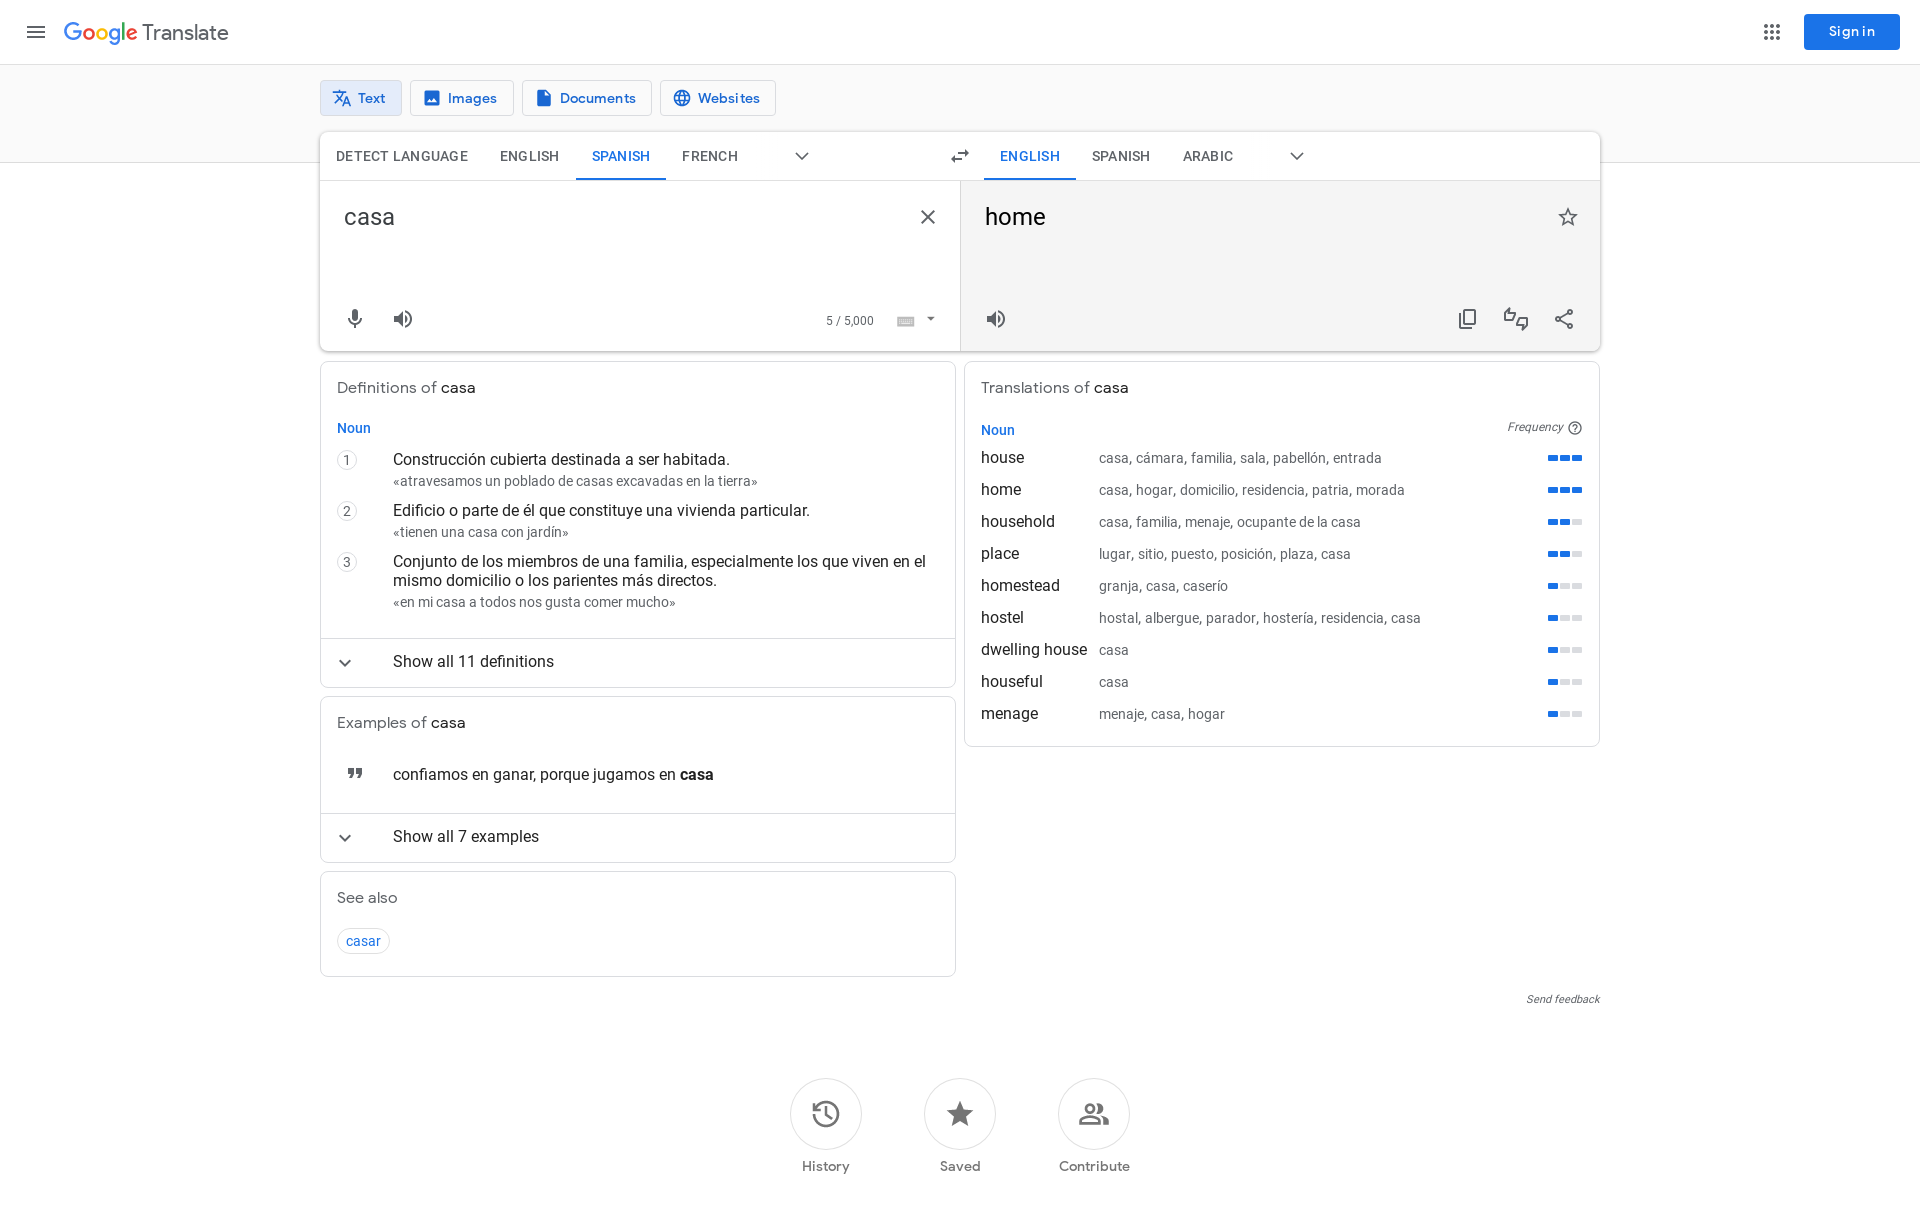 Google Translate
Sign in
Text
Images
Documents
Websites
DETECT LANGUAGE
ENGLISH
SPANISH
FRENCH
ENGLISH
SPANISH
ARABIC
casa
home
5 / 5,000
Definitions of casa
Noun
1
Construcción cubierta destinada a ser habitada.
«atravesamos un poblado de casas excavadas en la tierra»
2
Edificio o parte de él que constituye una vivienda particular.
«tienen una casa con jardín»
3
Conjunto de los miembros de una familia, especialmente los que viven en el
mismo domicilio o los parientes más directos.
«en mi casa a todos nos gusta comer mucho»
Show all 11 definitions
Examples of casa
confiamos en ganar, porque jugamos en casa
Show all 7 examples
See also
casar
Translations of casa
Noun
Frequency
house
casa, cámara, familia, sala, pabellón, entrada
home
casa, hogar, domicilio, residencia, patria, morada
household
casa, familia, menaje, ocupante de la casa
place
lugar, sitio, puesto, posición, plaza, casa
homestead
granja, casa, caserío
hostel
hostal, albergue, parador, hostería, residencia, casa
dwelling house
casa
houseful
casa
menage
menaje, casa, hogar
Send feedback
History
Saved
Contribute